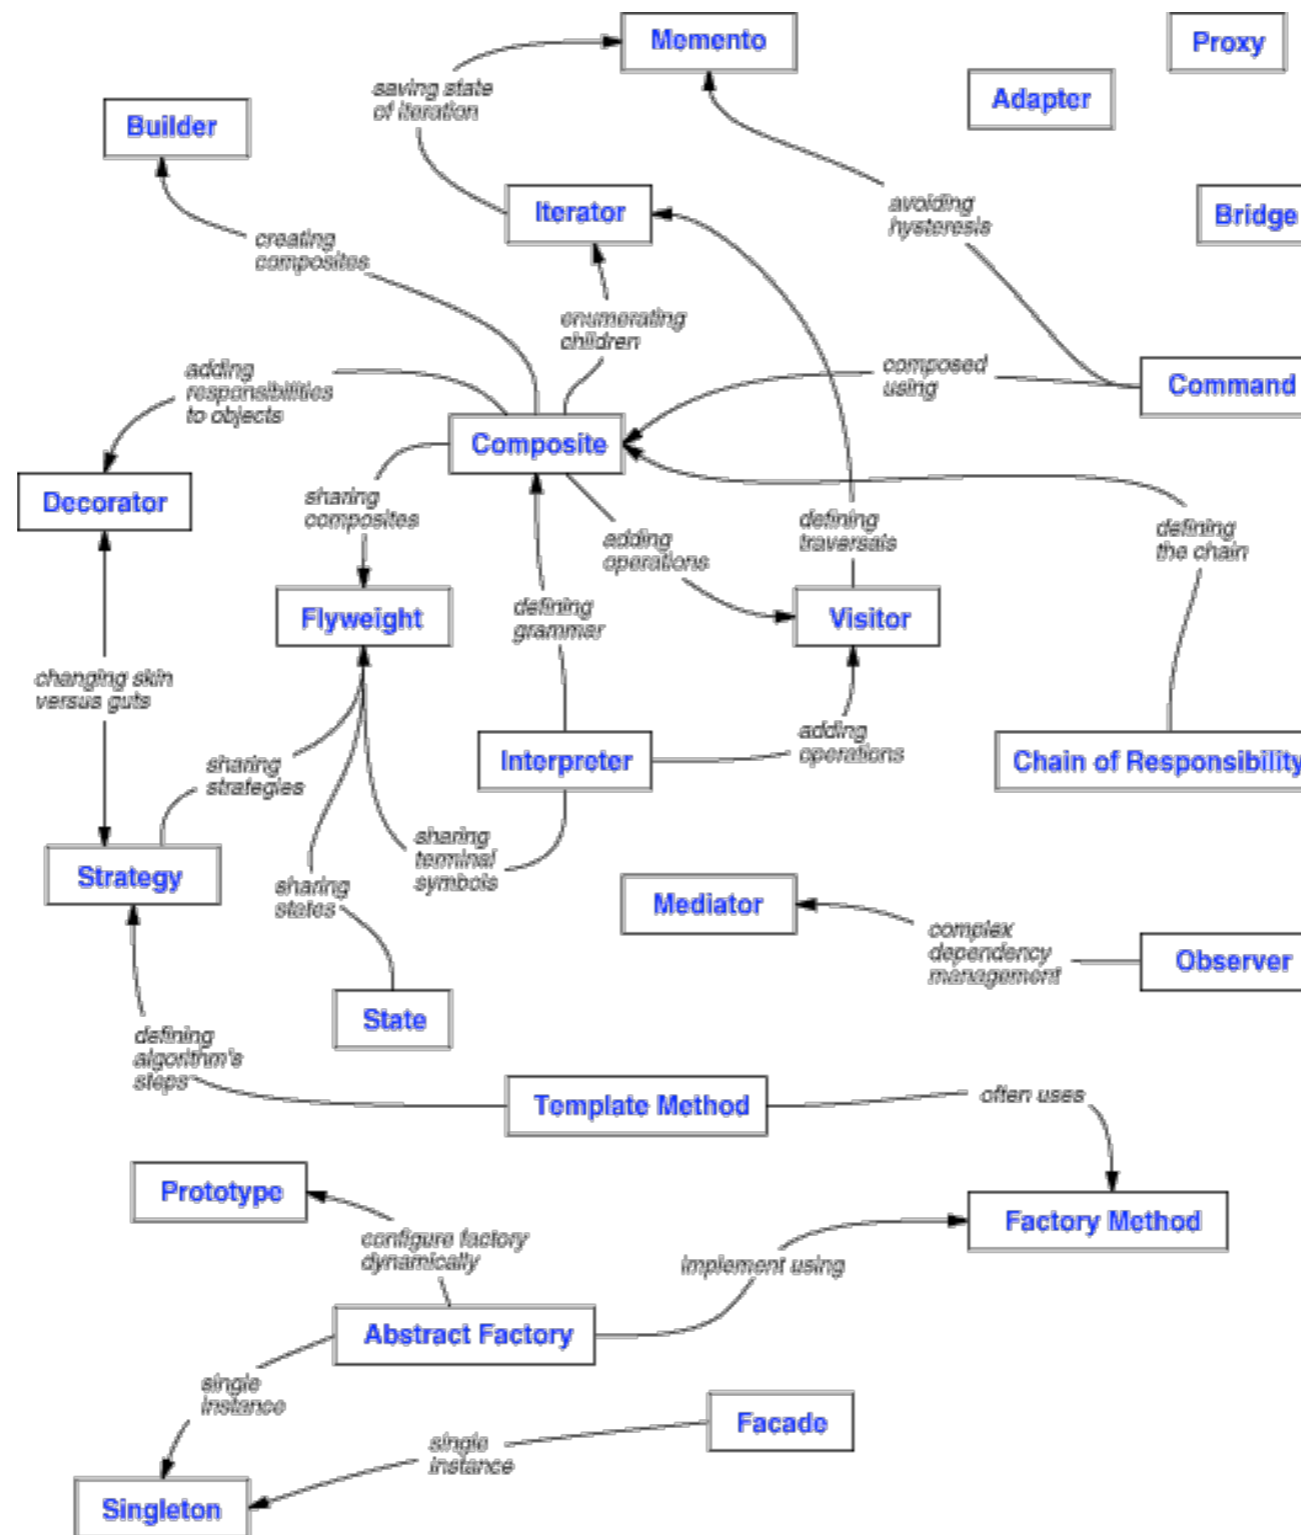 Memento
Proxy
Adapter
saving state
of iteration
Builder
Iterator
avoiding
hysteresis
Bridge
creating
composites
enumerating
children
adding
responsibilities
to objects
composed
using
Command
Composite
Decorator
sharing
composites
adding
operations
defining
traversals
defining
the chain
Flyweight
defining
grammar
Visitor
changing skin
versus guts
sharing
strategies
Interpreter
adding
operations
Chain of Responsibility
Strategy
sharing
states
sharing
terminal
symbols
Mediator
complex
dependency
management
Observer
State
defining
algorithm's
steps
Template Method
often uses
Prototype
Factory Method
configure factory
dynamically
implement using
Abstract Factory
single
instance
Facade
single
instance
Singleton